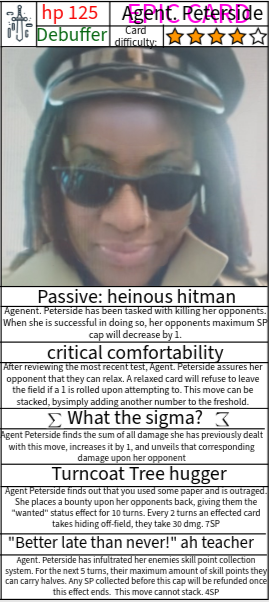 hp 125
EPIC CARD
Agent. Peterside
Debuffer
Card
difficulty:
Passive: heinous hitman
Agenent. Peterside has been tasked with killing her opponents.
When she is successful in doing so, her opponents maximum SP
cap will decrease by 1.
critical comfortability
After reviewing the most recent test, Agent. Peterside assures her
opponent that they can relax. A relaxed card will refuse to leave
the field if a 1 is rolled upon attempting to. This move can be
stacked, bysimply adding another number to the freshold.
∑ What the sigma? ∑
Agent Peterside finds the sum of all damage she has previously dealt
with this move, increases it by 1, and unveils that corresponding
damage upon her opponent
Turncoat Tree hugger
Agent Peterside finds out that you used some paper and is outraged.
She places a bounty upon her opponents back, giving them the
"wanted" status effect for 10 turns. Every 2 turns an effected card
takes hiding off-field, they take 30 dmg. 7SP
"Better late than never!" ah teacher
Agent. Peterside has infultrated her enemies skill point collection
system. For the next 5 turns, their maximum amount of skill points they
can carry halves. Any SP collected before this cap will be refunded once
this effect ends. This move cannot stack. 4SP